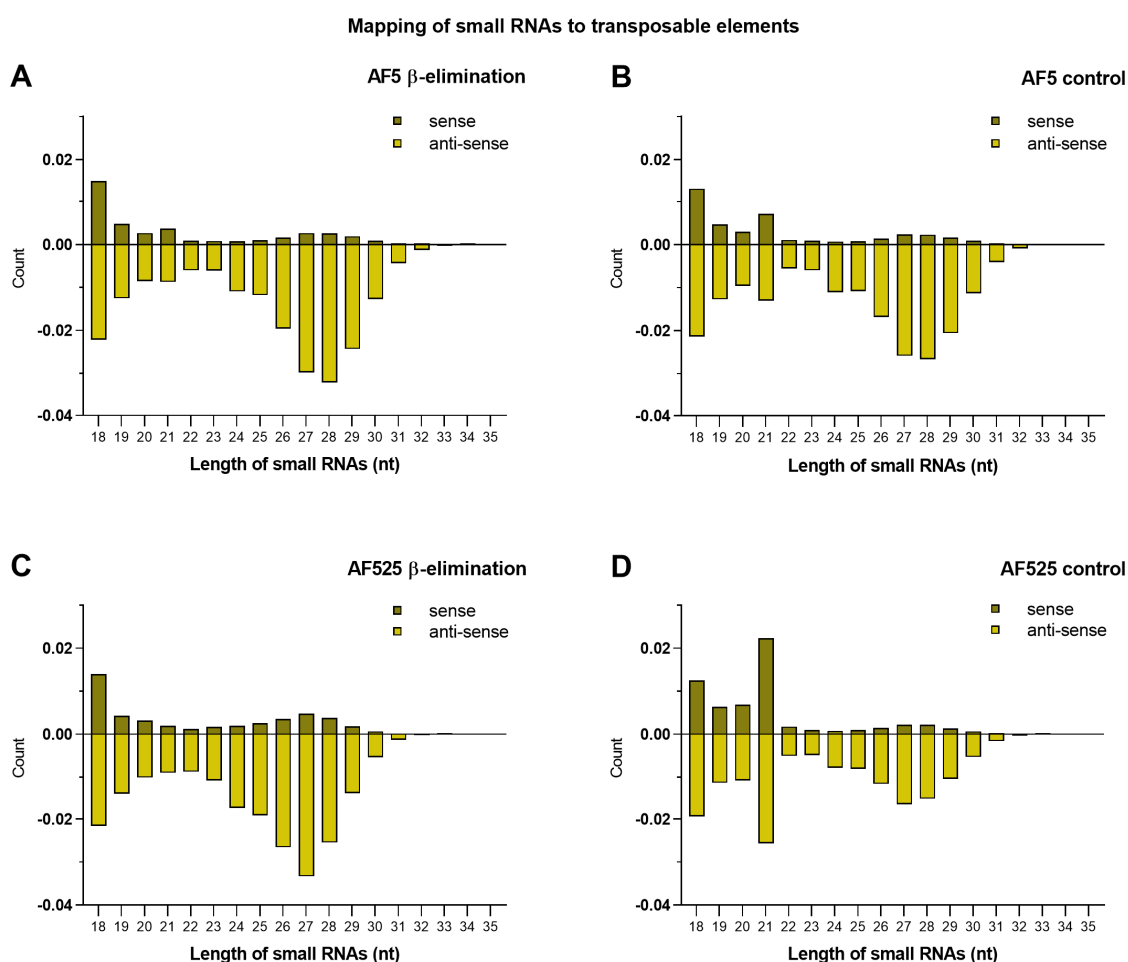 Mapping of small RNAs to transposable elements
A
AF5 β-elimination
sense
anti-sense
0.02
0.00
-0.02
-0.04
Count
18 19 20 21 22 23 24 25 26 27 28 29 30 31 32 33 34 35
Length of small RNAs (nt)
B
AF5 control
sense
anti-sense
0.02
0.00
-0.02
-0.04
Count
18 19 20 21 22 23 24 25 26 27 28 29 30 31 32 33 34 35
Length of small RNAs (nt)
C
AF525 β-elimination
sense
anti-sense
0.02
0.00
-0.02
-0.04
Count
18 19 20 21 22 23 24 25 26 27 28 29 30 31 32 33 34 35
Length of small RNAs (nt)
D
AF525 control
sense
anti-sense
0.02
0.00
-0.02
-0.04
Count
18 19 20 21 22 23 24 25 26 27 28 29 30 31 32 33 34 35
Length of small RNAs (nt)